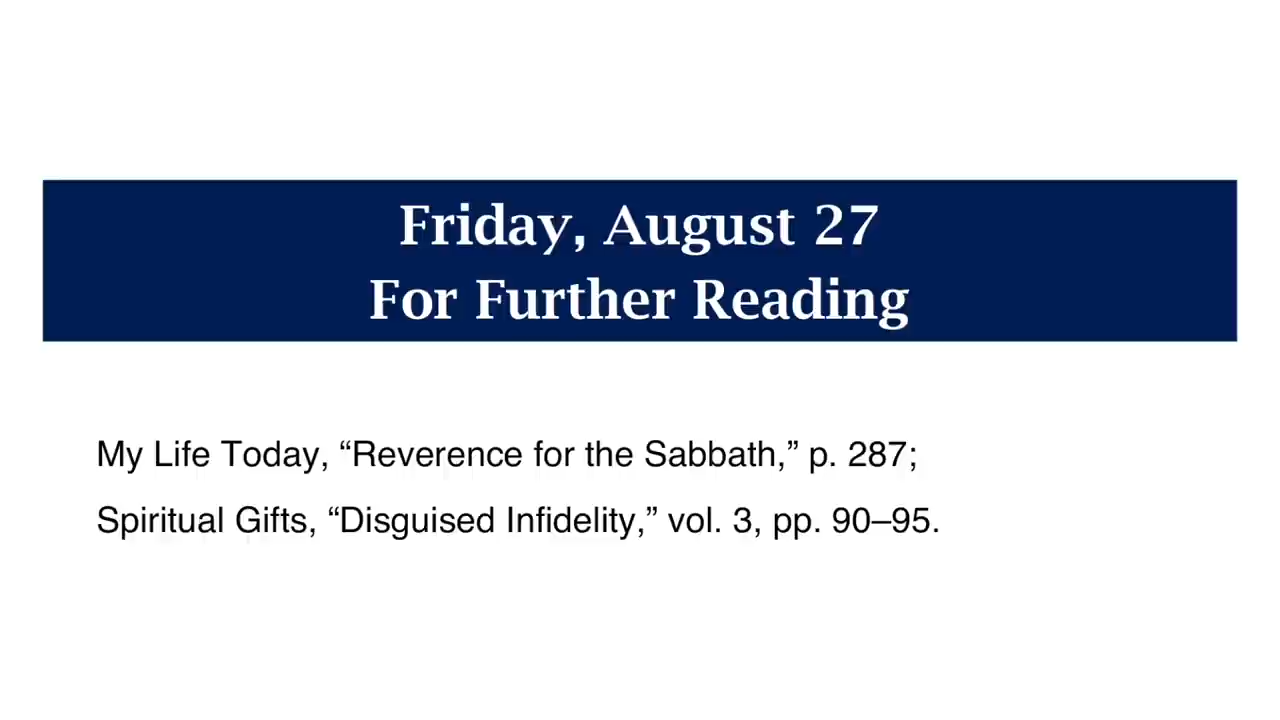 Friday, August 27
For Further Reading
My Life Today, “Reverence for the Sabbath,” p. 287;
Spiritual Gifts, “Disguised Infidelity,” vol. 3, pp. 90–95.